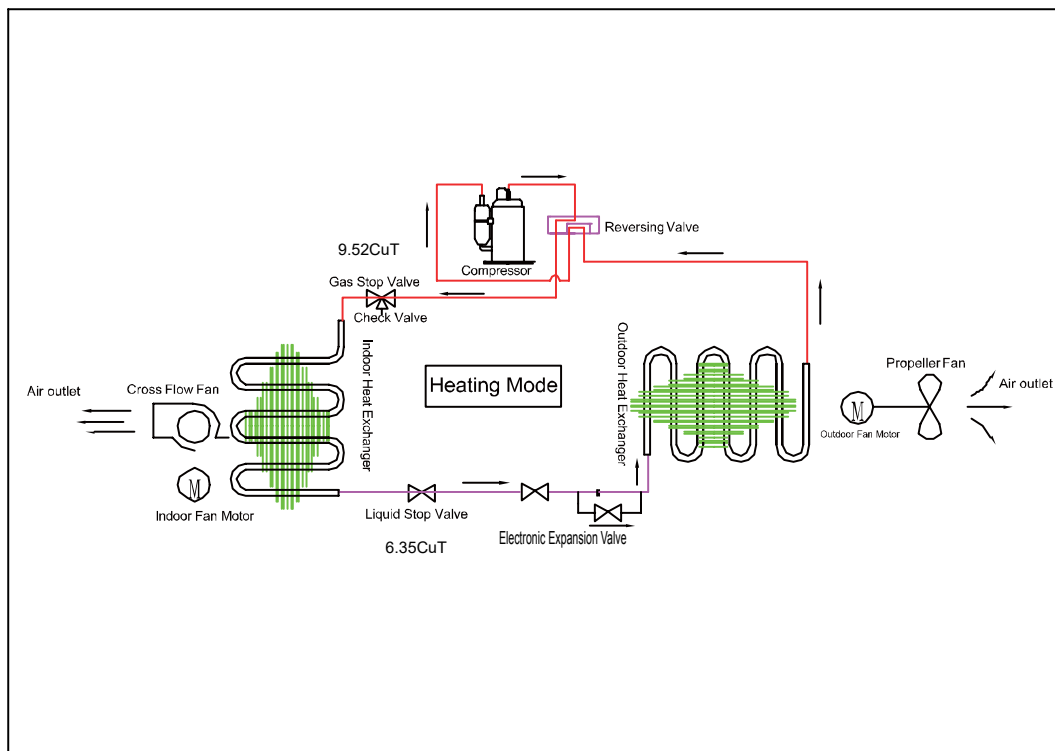 Reversing Valve
9.52CuT
Compressor
Gas Stop Valve
Check Valve
Indoor Heat Exchanger
Outdoor Heat Exchanger
Heating Mode
Propeller Fan
Air outlet
Cross Flow Fan
Air outlet
M
Outdoor Fan Motor
M
Indoor Fan Motor
Liquid Stop Valve
Electronic Expansion Valve
6.35CuT